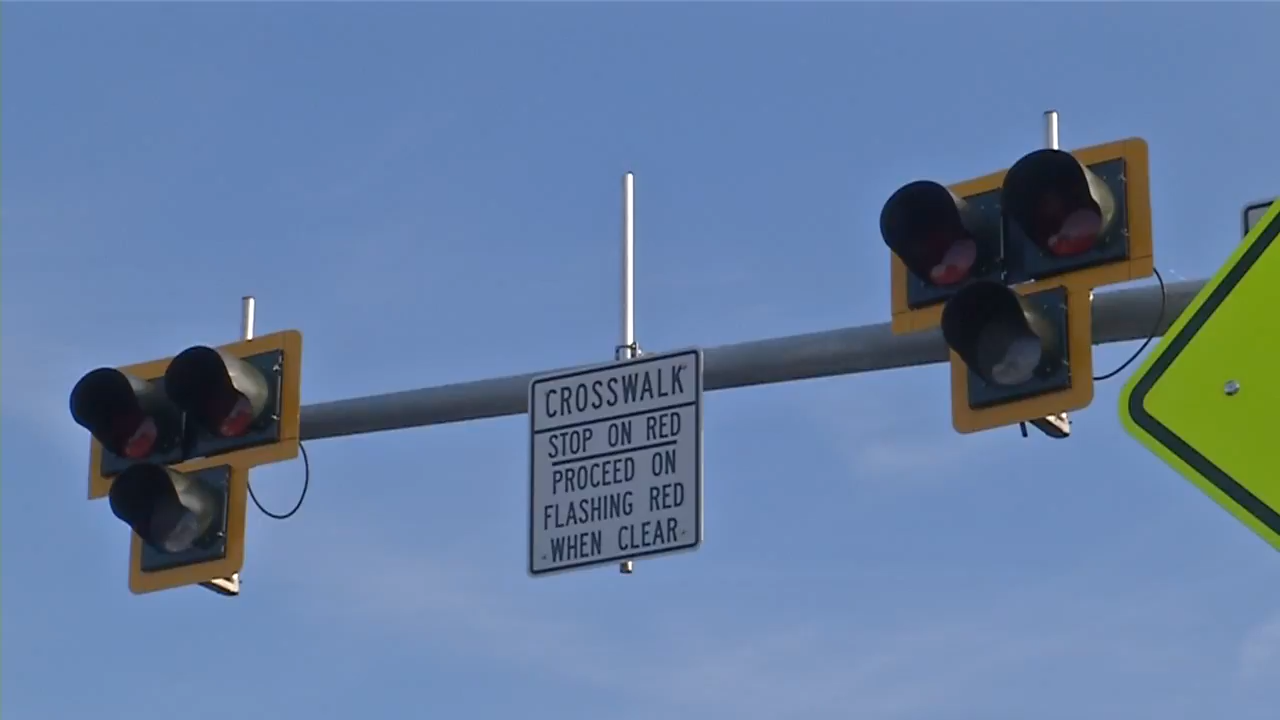 CROSSWALK
STOP ON RED
PROCEED ON
FLASHING RED
WHEN CLEAR